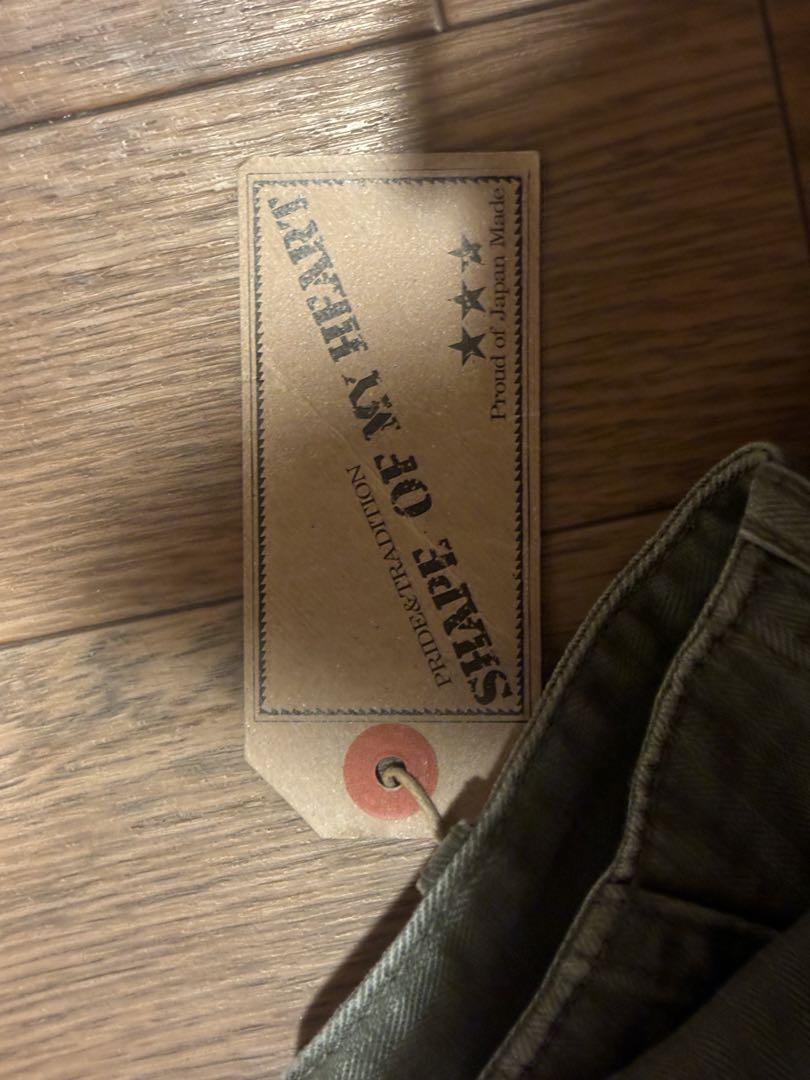 PRIDE&TRADITION
SHAPE OF MY HEART
Proud of Japan Made